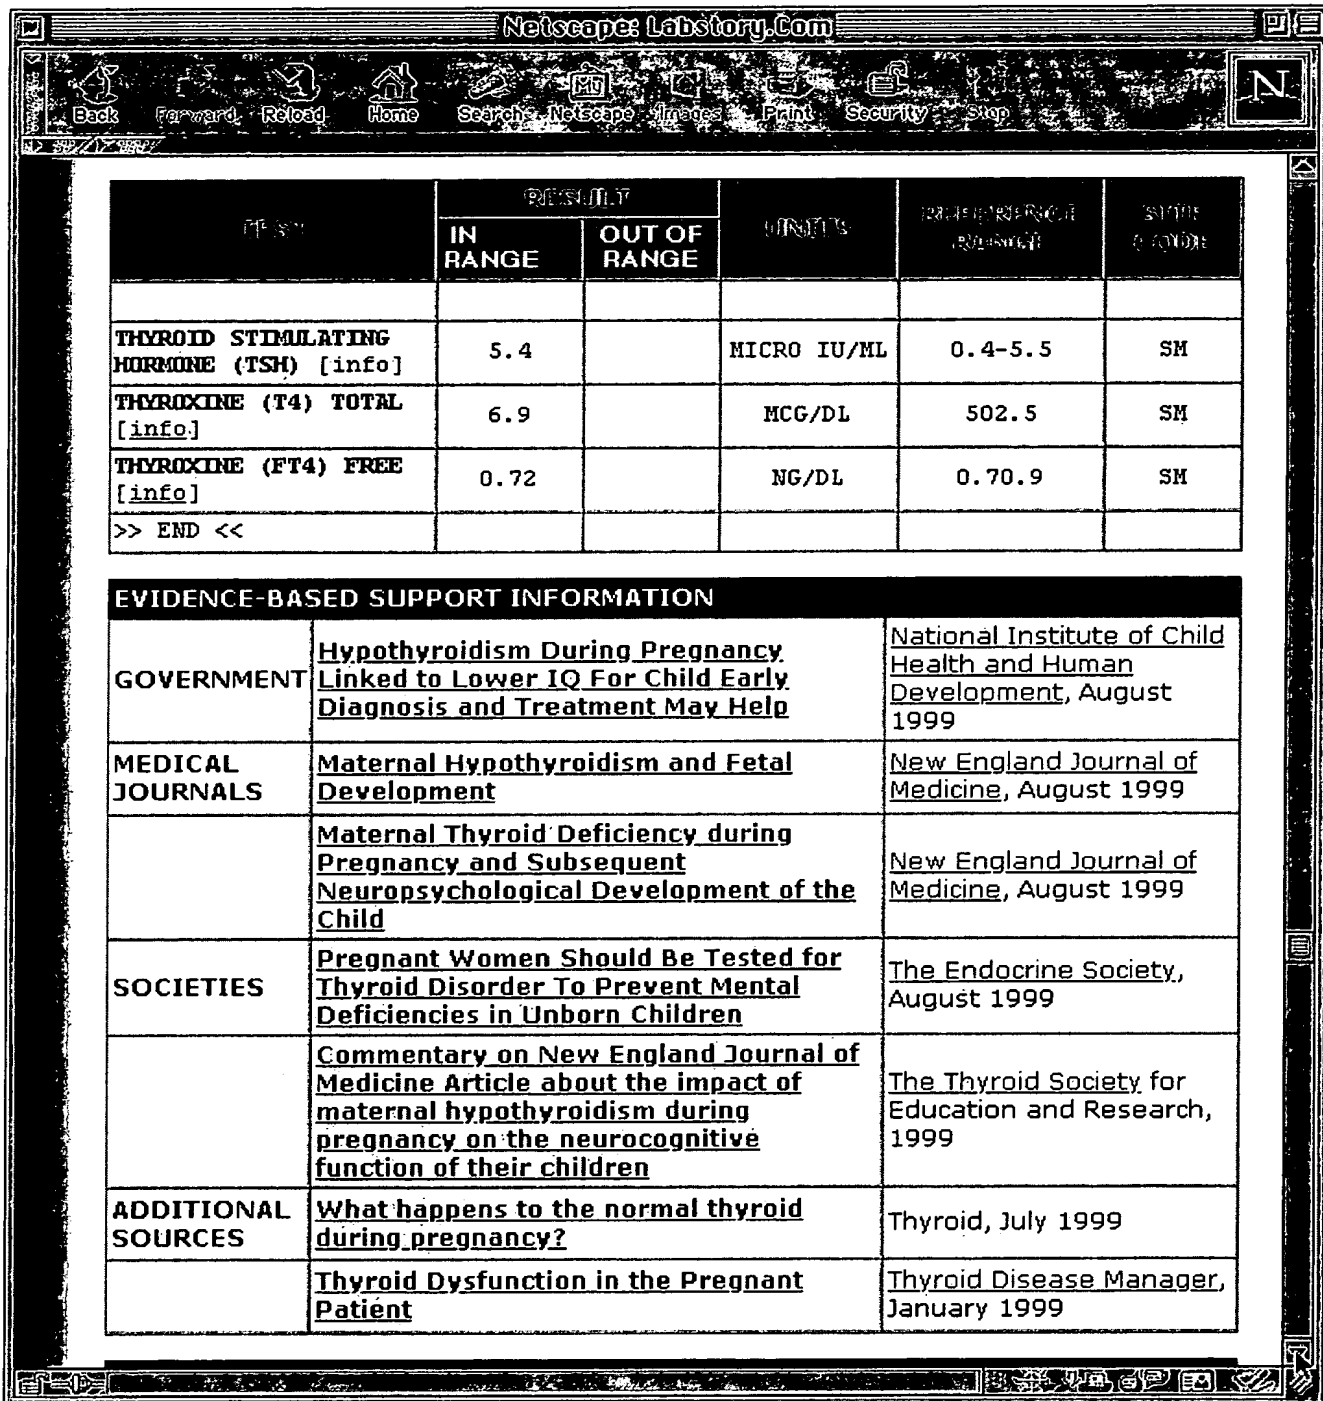 Netscape: Labstory.Com
Back Forward Reload Home Search Netscape Images Print Security Stop
N
TEST RESULT UNITS REFERENCE RANGE SITE CODE
IN RANGE OUT OF RANGE
THYROID STIMULATING
HORMONE (TSH) [info] 5.4 MICRO IU/ML 0.4-5.5 SM
THYROXINE (T4) TOTAL
[info] 6.9 MCG/DL 502.5 SM
THYROXINE (FT4) FREE
[info] 0.72 NG/DL 0.70.9 SM
>> END <<
EVIDENCE-BASED SUPPORT INFORMATION
GOVERNMENT
Hypothyroidism During Pregnancy
Linked to Lower IQ For Child Early
Diagnosis and Treatment May Help
National Institute of Child
Health and Human
Development, August
1999
MEDICAL
JOURNALS
Maternal Hypothyroidism and Fetal
Development
New England Journal of
Medicine, August 1999
Maternal Thyroid Deficiency during
Pregnancy and Subsequent
Neuropsychological Development of the
Child
New England Journal of
Medicine, August 1999
SOCIETIES
Pregnant Women Should Be Tested for
Thyroid Disorder To Prevent Mental
Deficiencies in Unborn Children
The Endocrine Society,
August 1999
Commentary on New England Journal of
Medicine Article about the impact of
maternal hypothyroidism during
pregnancy on the neurocognitive
function of their children
The Thyroid Society for
Education and Research,
1999
ADDITIONAL
SOURCES
What happens to the normal thyroid
during pregnancy?
Thyroid, July 1999
Thyroid Dysfunction in the Pregnant
Patient
Thyroid Disease Manager,
January 1999